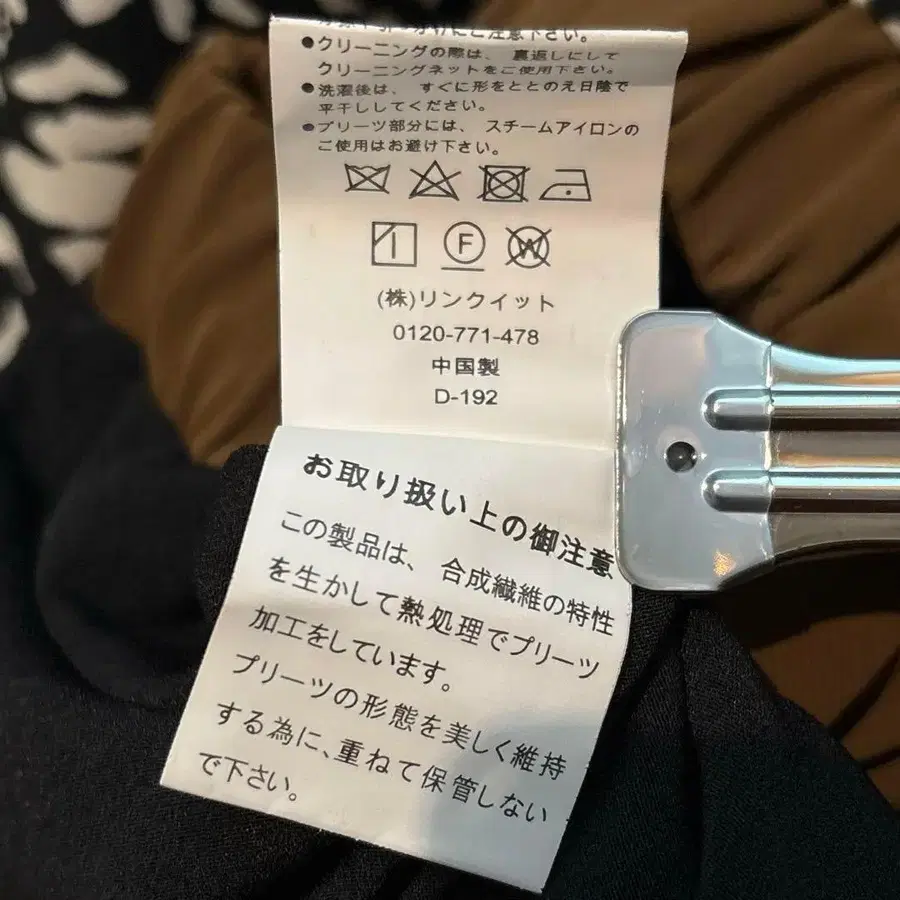 にご注意下さい。
●クリーニングの際は、裏返しにして
クリーニングネットをご使用下さい。
●洗濯後は、すぐに形をととのえ日陰で
平干ししてください。
●プリーツ部分には、スチームアイロンの
ご使用はお避け下さい。
F
W
(株)リンクイット
0120-771-478
中国製
D-192
お取り扱い上の御注意
この製品は、合成繊維の特性
を生かして熱処理でプリーツ
加工をしています。
プリーツの形態を美しく維持
する為に、重ねて保管しない
で下さい。